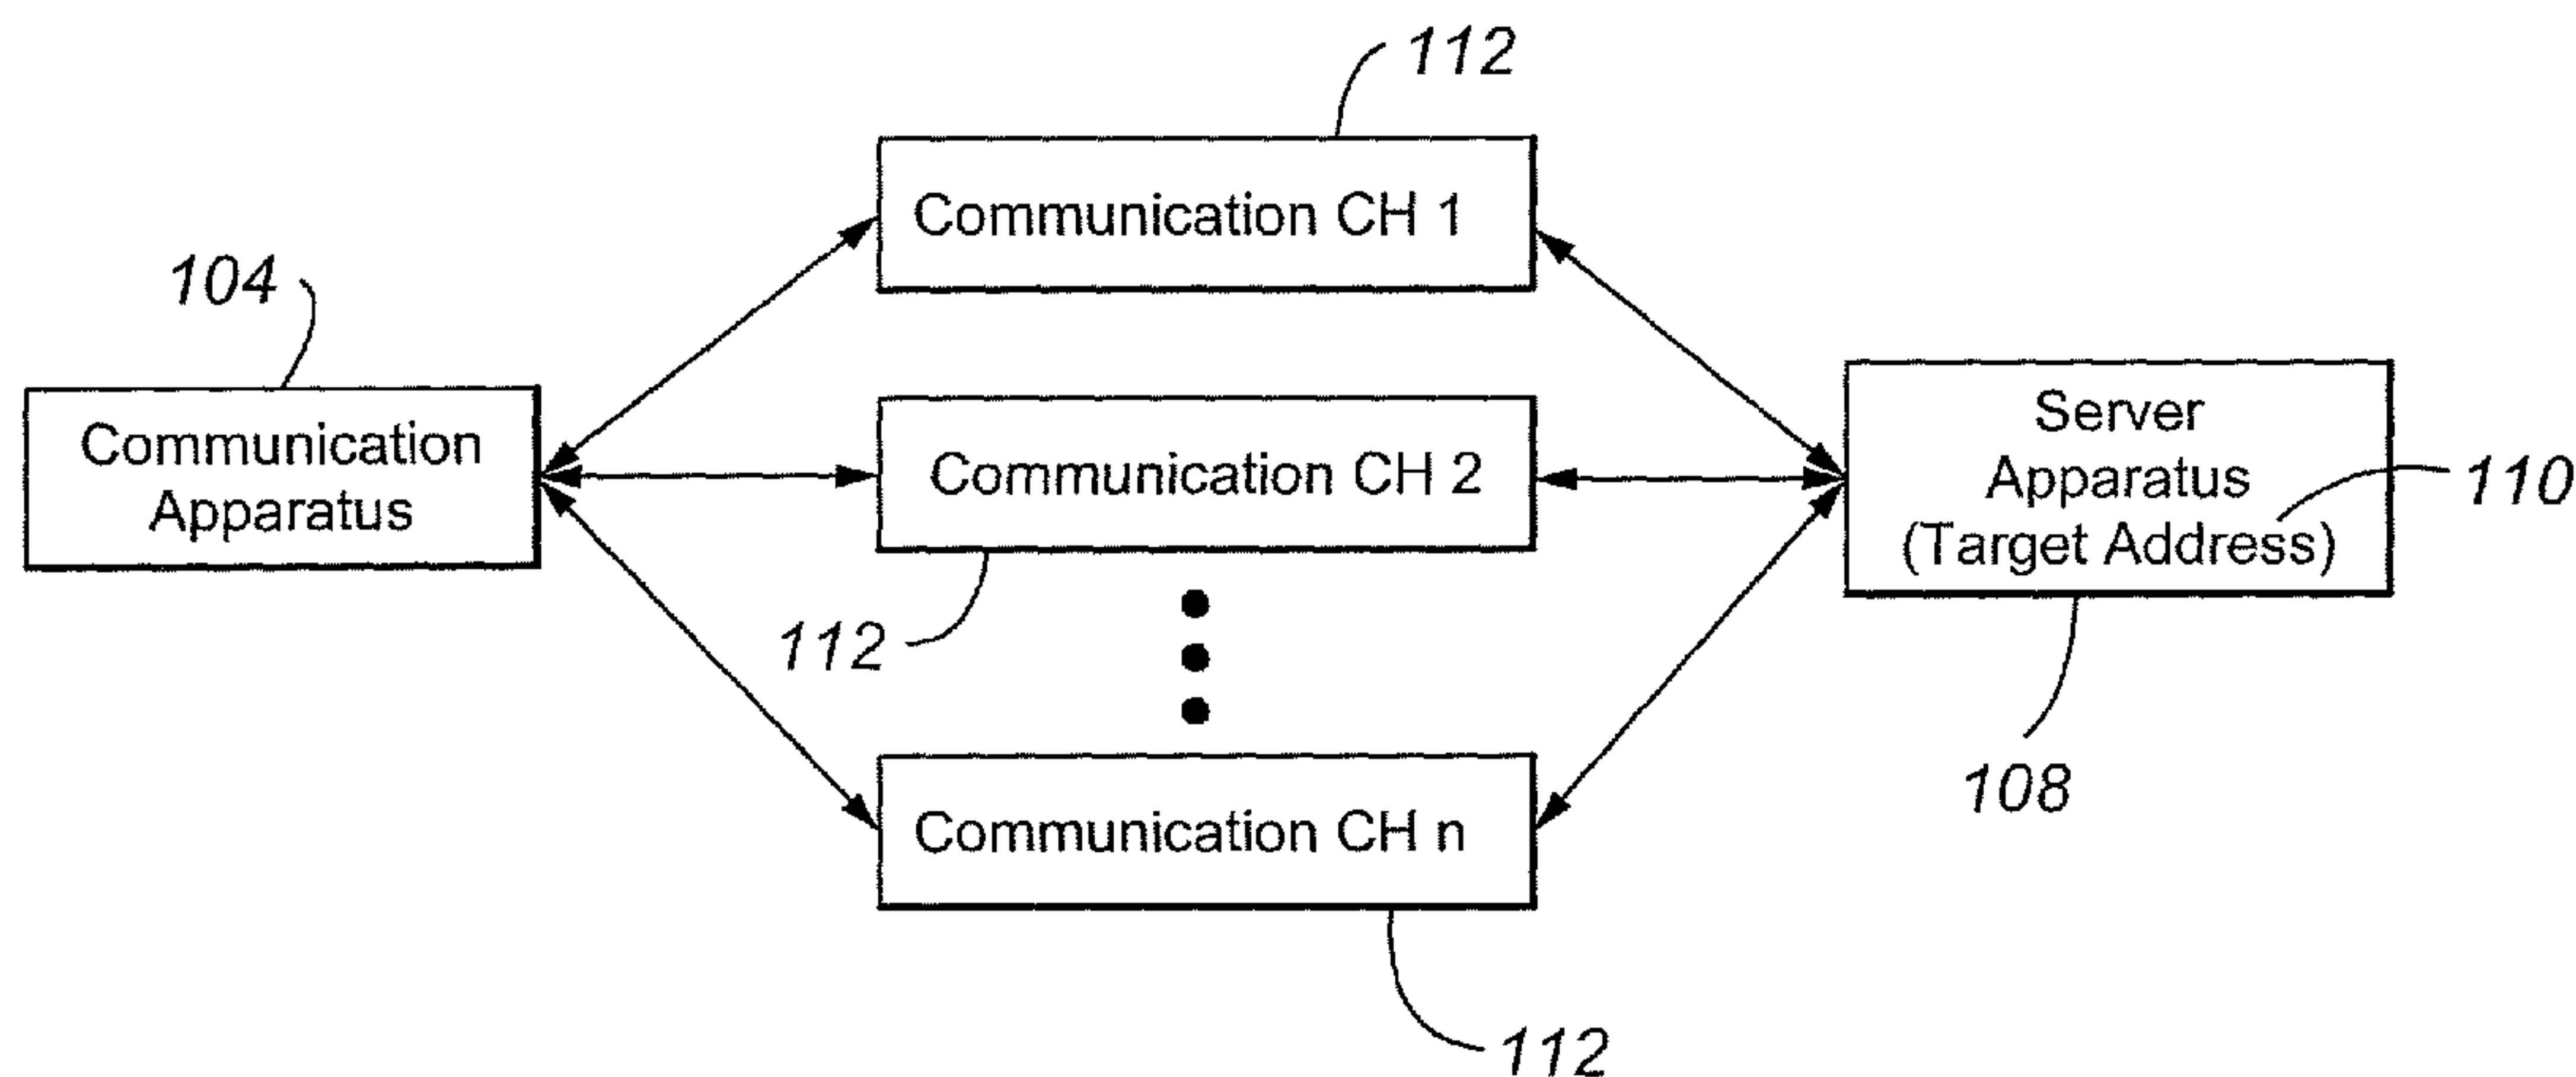 112
Communication CH 1
104
Communication
Apparatus
Communication CH 2
112
Server
Apparatus
(Target Address)
110
108
Communication CH n
112